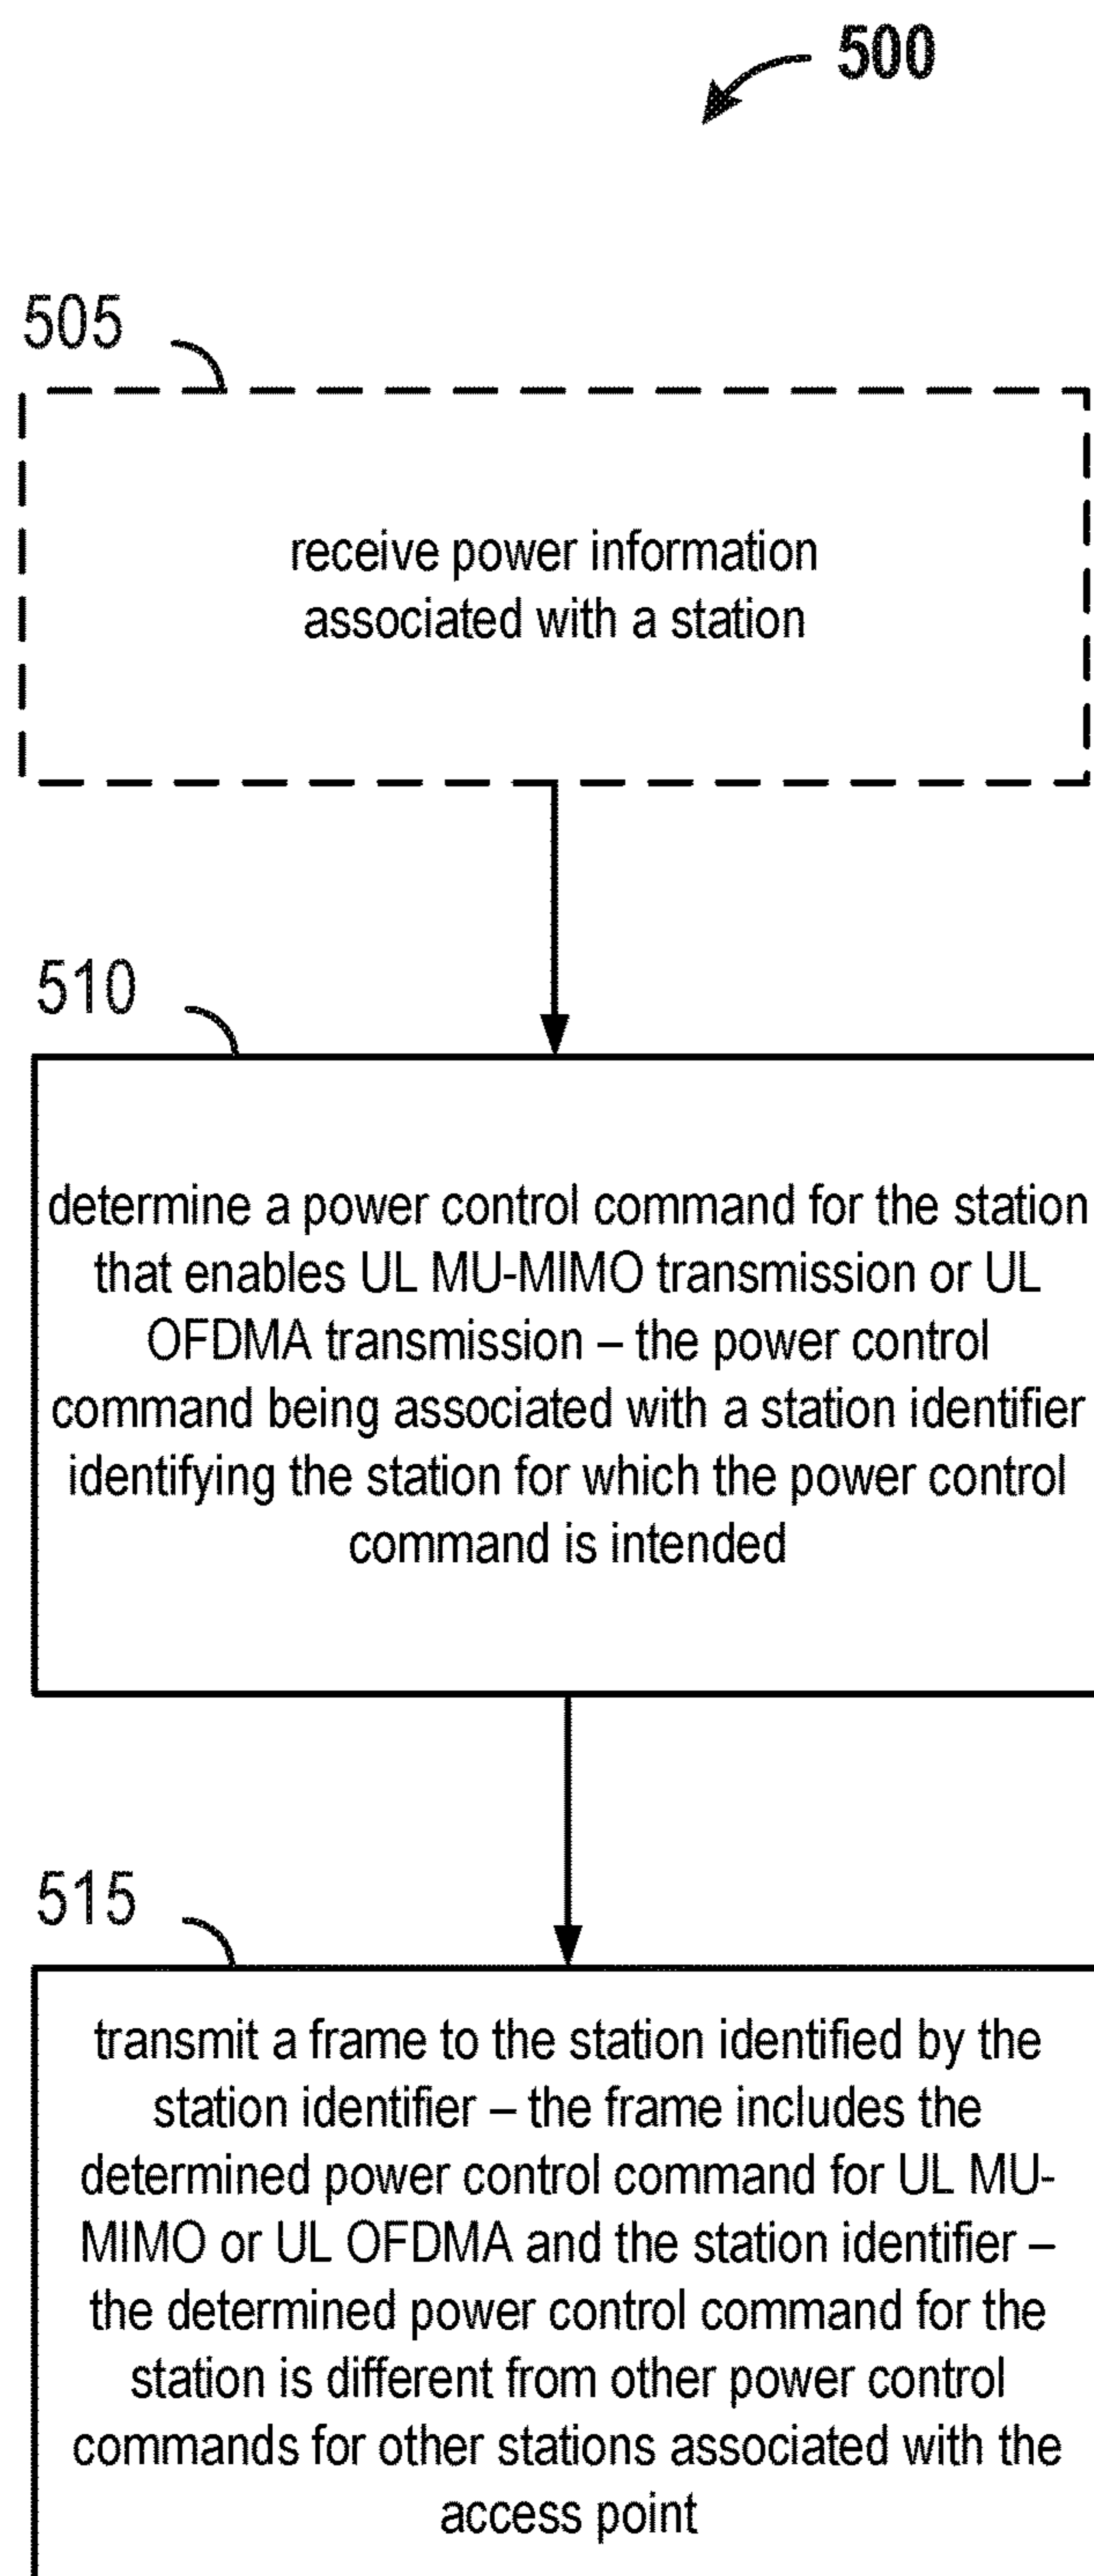 500
505
receive power information
associated with a station
510
determine a power control command for the station
that enables UL MU-MIMO transmission or UL
OFDMA transmission – the power control
command being associated with a station identifier
identifying the station for which the power control
command is intended
515
transmit a frame to the station identified by the
station identifier – the frame includes the
determined power control command for UL MU-
MIMO or UL OFDMA and the station identifier –
the determined power control command for the
station is different from other power control
commands for other stations associated with the
access point